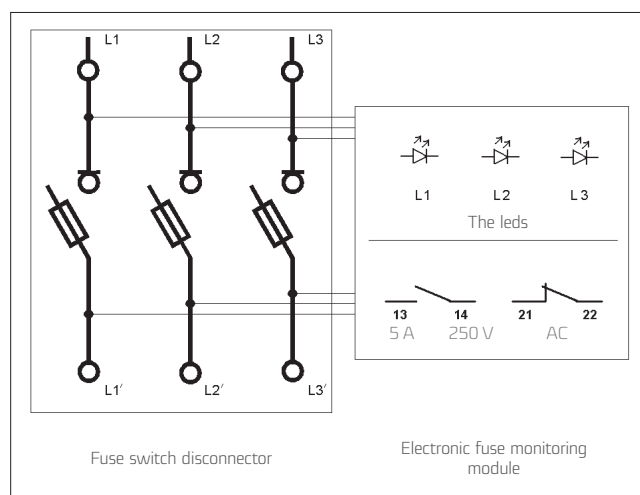 L1 L2 L3
L1 L2 L3
The leds
13 14 21 22
5 A 250 V AC
L1′ L2′ L3′
Fuse switch disconnector
Electronic fuse monitoring
module